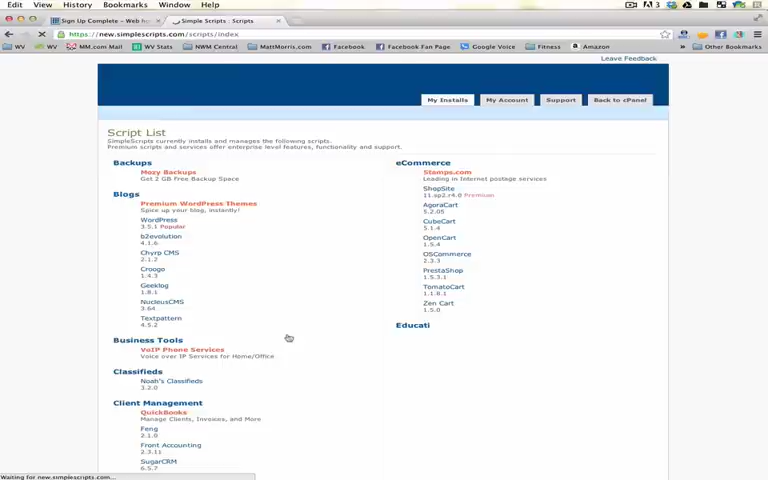 Edit View History Bookmarks Window Help
Sign Up Complete – Web h
Simple Scripts : Scripts
https://new.simplescripts.com/scripts/index
WV WV MM.com Mail WV Stats NWM Central MattMorris.com Facebook Facebook Fan Page Google Voice Fitness Amazon » Other Bookmarks
Leave Feedback
My Installs My Account Support Back to cPanel
Script List
SimpleScripts currently installs and manages the following scripts.
Premium scripts and services offer enterprise level features, functionality and support.
Backups
Mozy Backups
Get 2 GB Free Backup Space
Blogs
Premium WordPress Themes
Spice up your blog, instantly!
WordPress
3.5.1 Popular
b2evolution
4.1.6
Chyrp CMS
2.1.2
Croogo
1.4.3
Geeklog
1.8.1
NucleusCMS
3.64
Textpattern
4.5.2
Business Tools
VoIP Phone Services
Voice over IP Services for Home/Office
Classifieds
Noah's Classifieds
3.2.0
Client Management
QuickBooks
Manage Clients, Invoices, and More
Feng
2.1.0
Front Accounting
2.3.11
SugarCRM
6.5.7
eCommerce
Stamps.com
Leading in Internet postage services
ShopSite
11.sp2.r4.0 Premium
AgoraCart
5.2.05
CubeCart
5.1.4
OpenCart
1.5.4
OSCommerce
2.3.3
PrestaShop
1.5.3.1
TomatoCart
1.1.8.1
Zen Cart
1.5.0
Educati
Waiting for new.simplescripts.com...